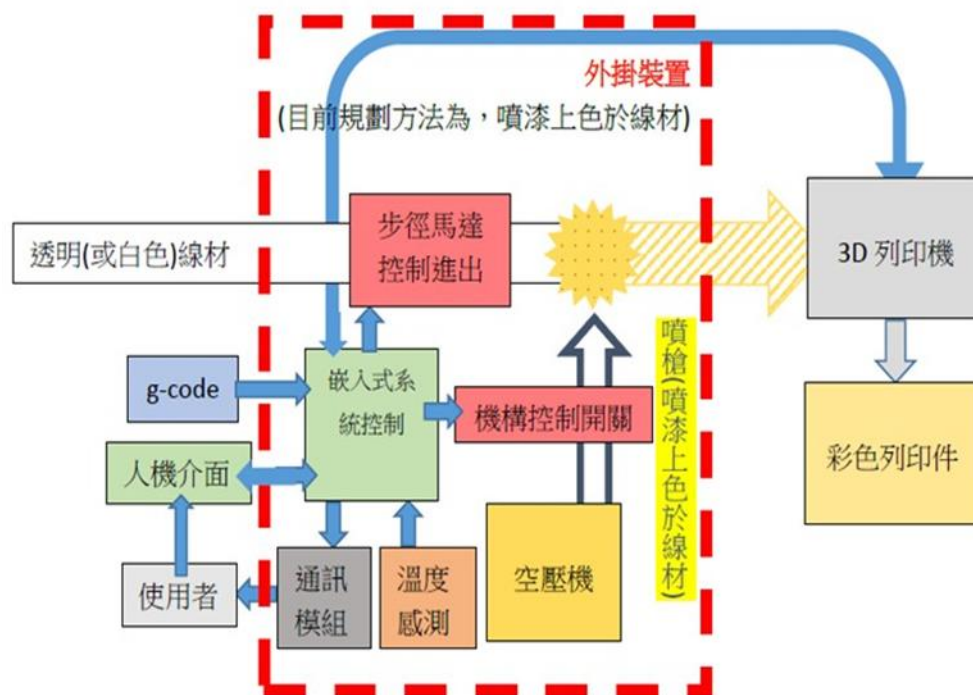 外掛裝置
(目前規劃方法為，噴漆上色於線材)
透明(或白色)線材
步徑馬達
控制進出
3D 列印機
g-code
嵌入式系
統控制
機構控制開關
噴槍(噴漆上色於線材)
彩色列印件
人機介面
使用者
通訊
模組
溫度
感測
空壓機